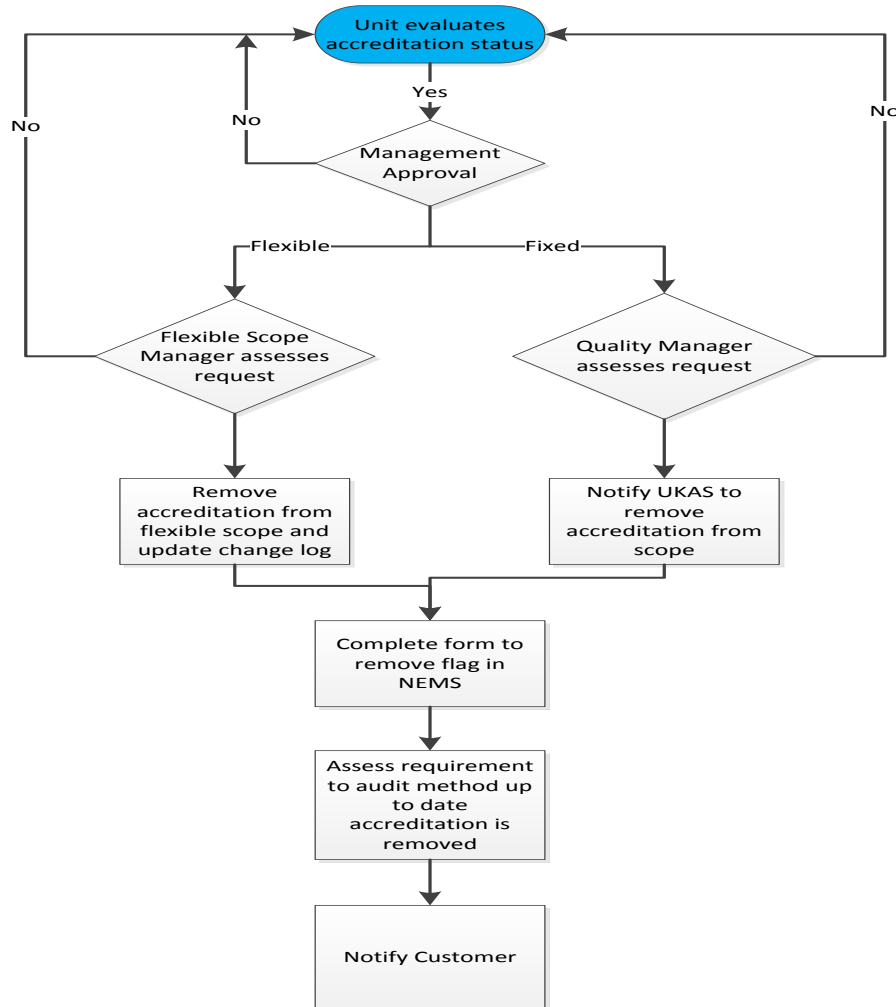 Unit evaluates
accreditation status
Yes
No
No
No
Management
Approval
Flexible
Fixed
Flexible Scope
Manager assesses
request
Quality Manager
assesses request
Remove
accreditation from
flexible scope and
update change log
Notify UKAS to
remove
accreditation from
scope
Complete form to
remove flag in
NEMS
Assess requirement
to audit method up
to date
accreditation is
removed
Notify Customer